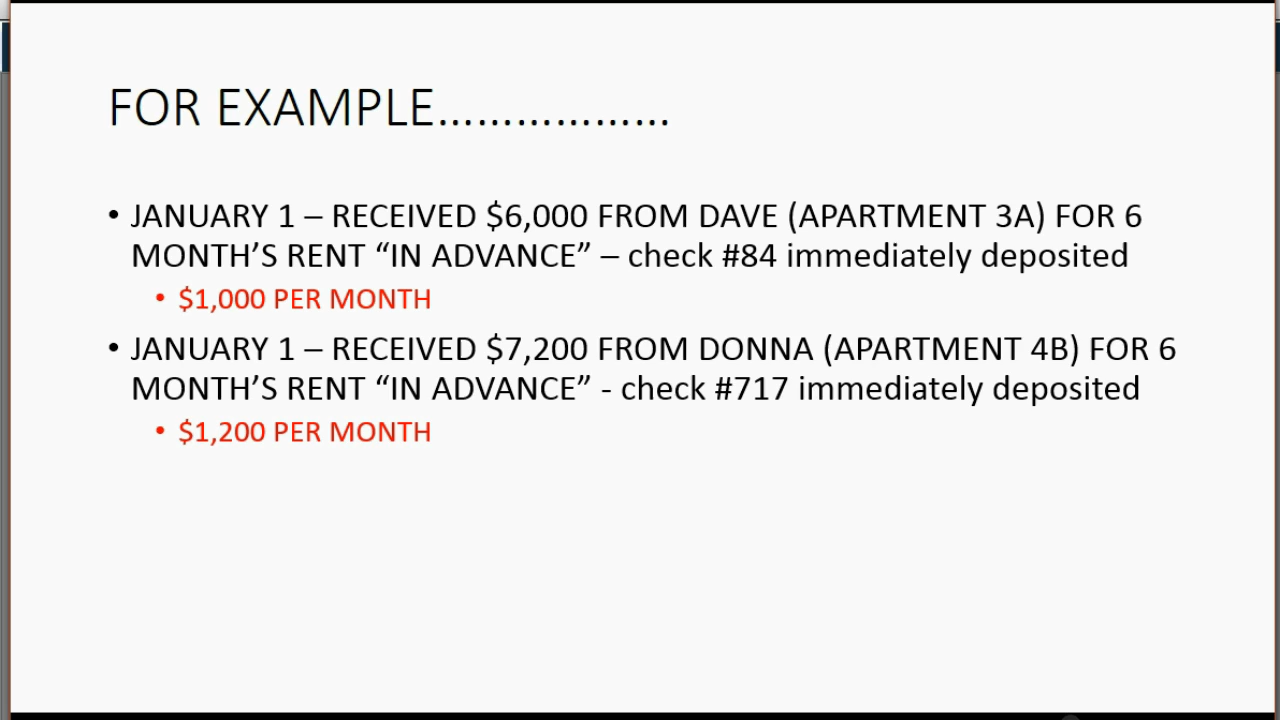 FOR EXAMPLE..................
• JANUARY 1 – RECEIVED $6,000 FROM DAVE (APARTMENT 3A) FOR 6
MONTH’S RENT “IN ADVANCE” – check #84 immediately deposited
• $1,000 PER MONTH
• JANUARY 1 – RECEIVED $7,200 FROM DONNA (APARTMENT 4B) FOR 6
MONTH’S RENT “IN ADVANCE” - check #717 immediately deposited
• $1,200 PER MONTH